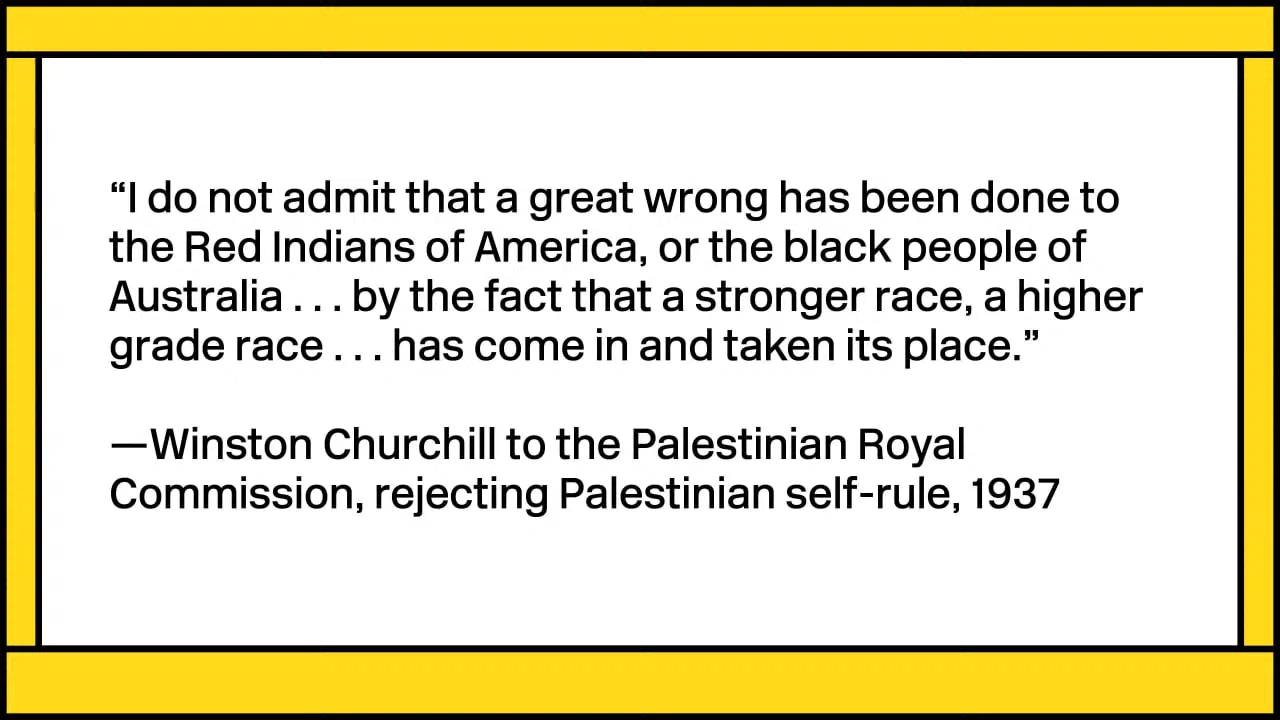 “I do not admit that a great wrong has been done to
the Red Indians of America, or the black people of
Australia . . . by the fact that a stronger race, a higher
grade race . . . has come in and taken its place.”
—Winston Churchill to the Palestinian Royal
Commission, rejecting Palestinian self-rule, 1937